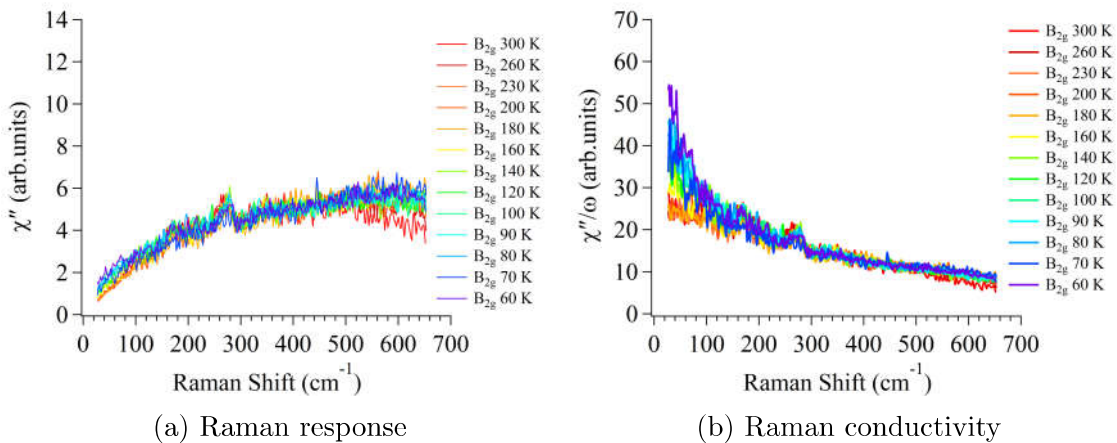 14
12
10
8
6
4
2
0
χ″ (arb.units)
0 100 200 300 400 500 600 700
Raman Shift (cm⁻¹)
B₂g 300 K
B₂g 260 K
B₂g 230 K
B₂g 200 K
B₂g 180 K
B₂g 160 K
B₂g 140 K
B₂g 120 K
B₂g 100 K
B₂g 90 K
B₂g 80 K
B₂g 70 K
B₂g 60 K
(a) Raman response
70
60
50
40
30
20
10
0
χ″/ω (arb.units)
0 100 200 300 400 500 600 700
Raman Shift (cm⁻¹)
B₂g 300 K
B₂g 260 K
B₂g 230 K
B₂g 200 K
B₂g 180 K
B₂g 160 K
B₂g 140 K
B₂g 120 K
B₂g 100 K
B₂g 90 K
B₂g 80 K
B₂g 70 K
B₂g 60 K
(b) Raman conductivity